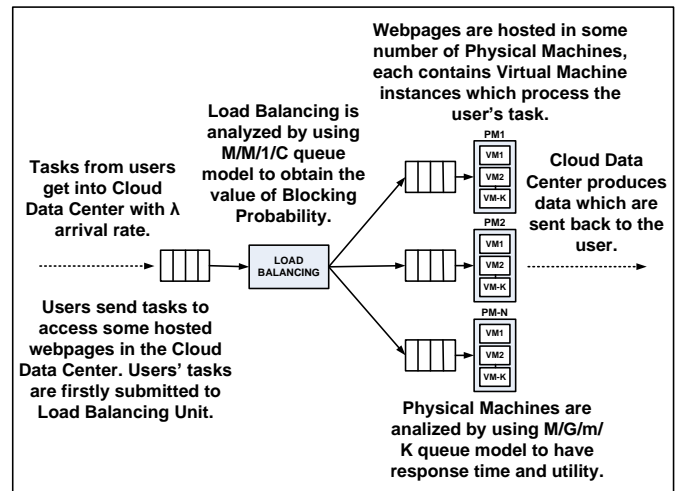 Webpages are hosted in some
number of Physical Machines,
each contains Virtual Machine
instances which process the
user's task.
Load Balancing is
analyzed by using
M/M/1/C queue
model to obtain the
value of Blocking
Probability.
Tasks from users
get into Cloud
Data Center with λ
arrival rate.
Users send tasks to
access some hosted
webpages in the Cloud
Data Center. Users' tasks
are firstly submitted to
Load Balancing Unit.
LOAD
BALANCING
PM1
VM1
VM2
VM-K
PM2
VM1
VM2
VM-K
PM-N
VM1
VM2
VM-K
Cloud Data
Center produces
data which are
sent back to the
user.
Physical Machines are
analized by using M/G/m/
K queue model to have
response time and utility.